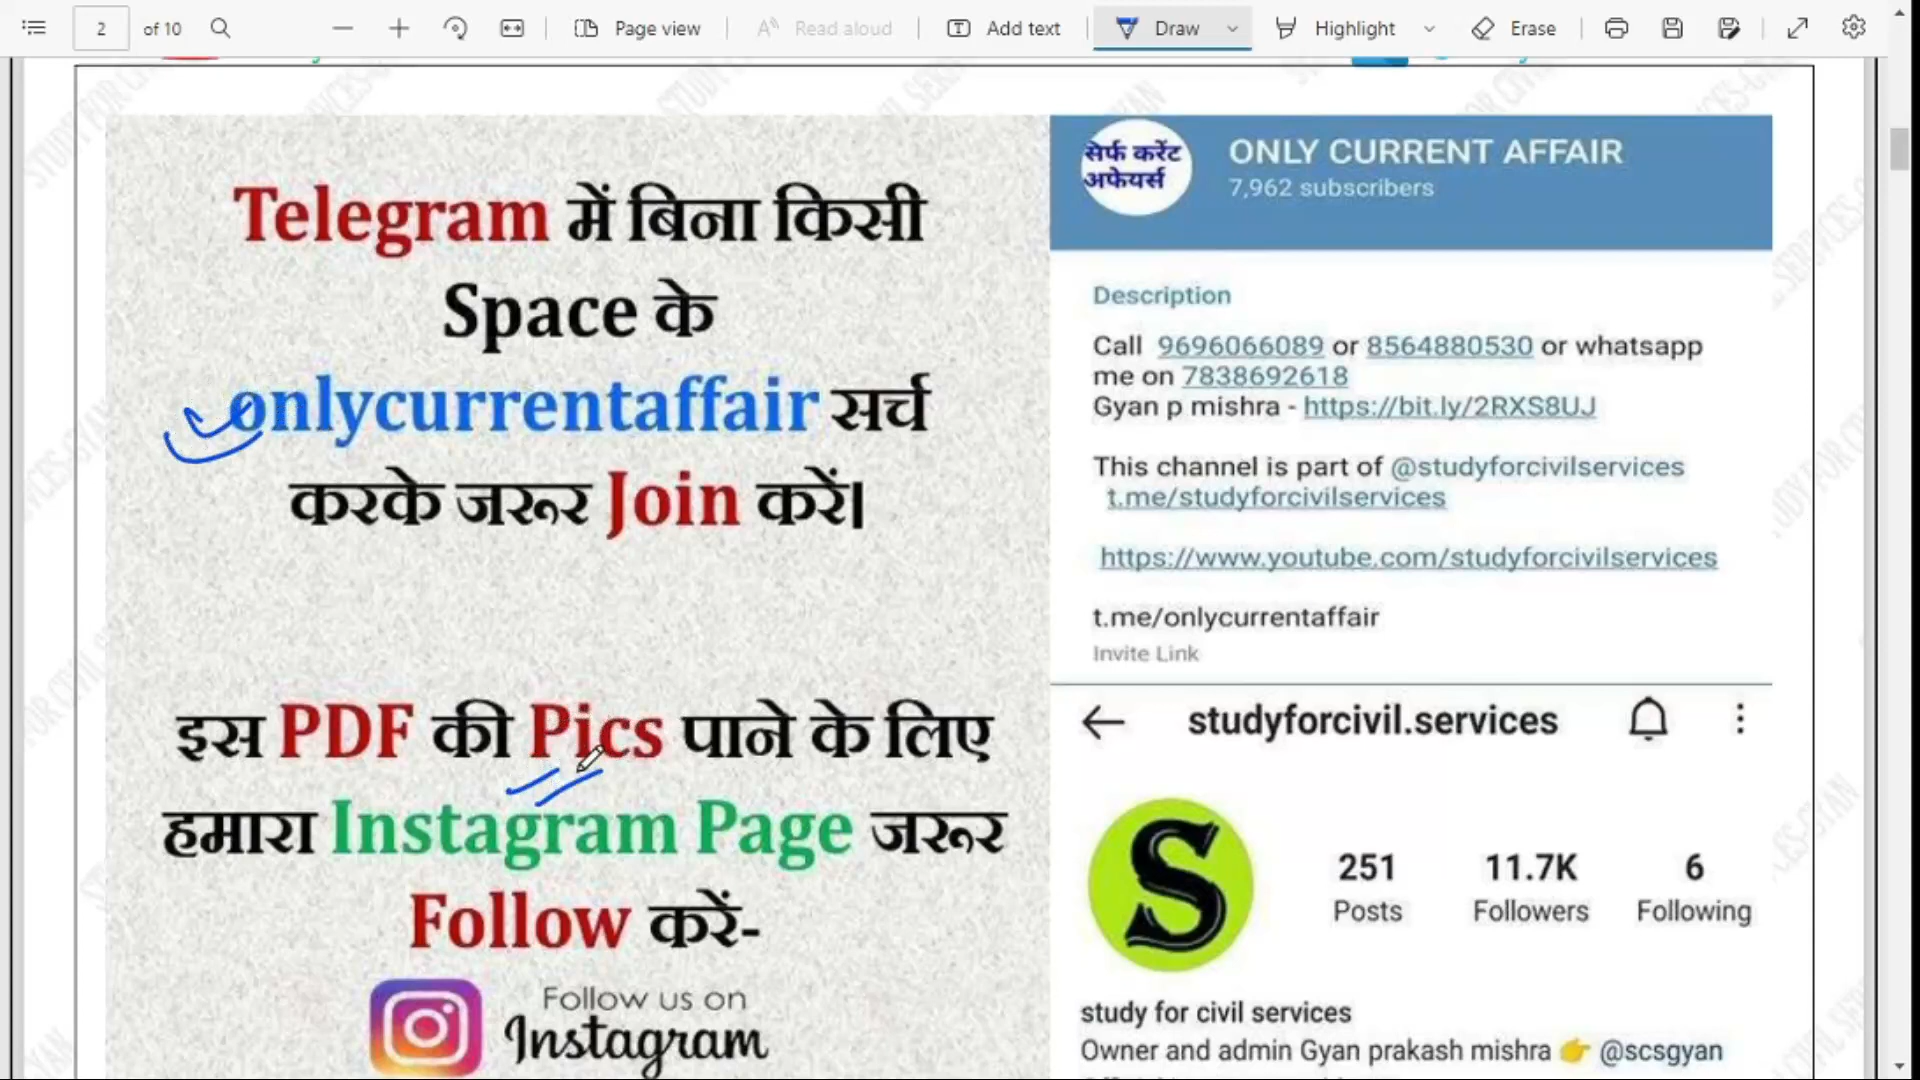 2 of 10 Page view Read aloud Add text Draw Highlight Erase
Telegram में बिना किसी
Space के
onlycurrentaffair सर्च
करके जरूर Join करें।
इस PDF की Pics पाने के लिए
हमारा Instagram Page जरूर
Follow करें-
Follow us on
Instagram
सिर्फ करेंट
अफेयर्स
ONLY CURRENT AFFAIR
7,962 subscribers
Description
Call 9696066089 or 8564880530 or whatsapp
me on 7838692618
Gyan p mishra - https://bit.ly/2RXS8UJ
This channel is part of @studyforcivilservices
t.me/studyforcivilservices
https://www.youtube.com/studyforcivilservices
t.me/onlycurrentaffair
Invite Link
studyforcivil.services
S
251 11.7K 6
Posts Followers Following
study for civil services
Owner and admin Gyan prakash mishra 👉 @scsgyan